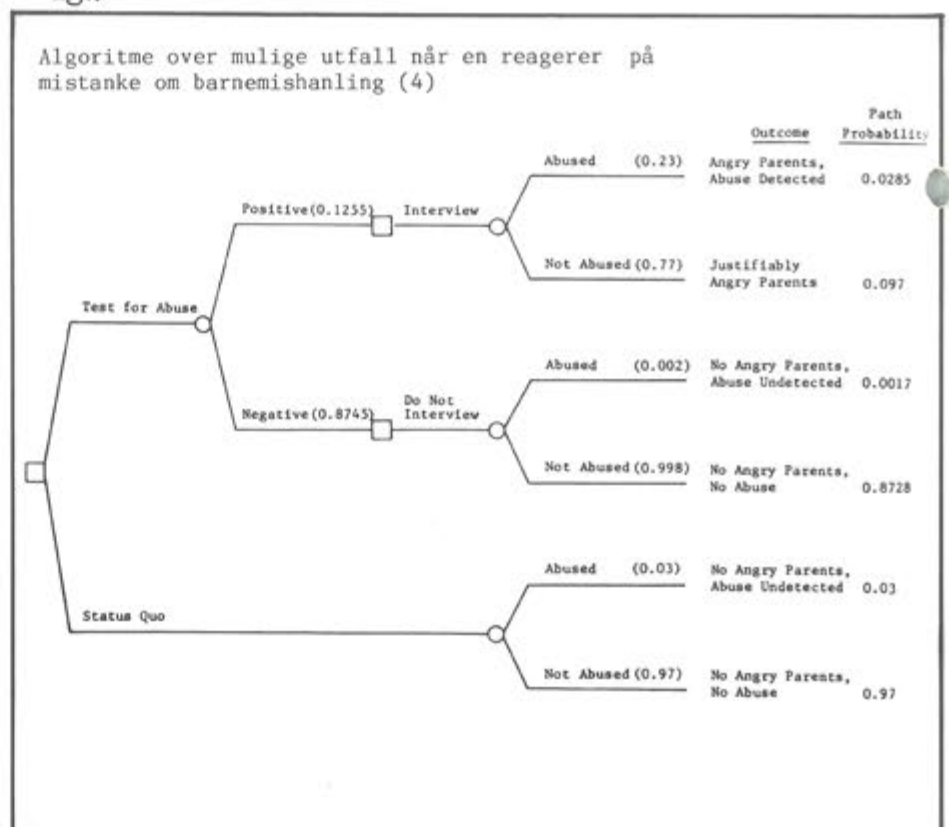 Algoritme over mulige utfall når en reagerer på
mistanke om barnemishanling (4)
Path
Outcome Probability
Abused (0.23) Angry Parents,
Abuse Detected 0.0285
Positive(0.1255) Interview
Not Abused (0.77) Justifiably
Angry Parents 0.097
Test for Abuse
Abused (0.002) No Angry Parents,
Abuse Undetected 0.0017
Do Not
Negative(0.8745) Interview
Not Abused (0.998) No Angry Parents,
No Abuse 0.8728
Abused (0.03) No Angry Parents,
Abuse Undetected 0.03
Status Quo
Not Abused (0.97) No Angry Parents,
No Abuse 0.97